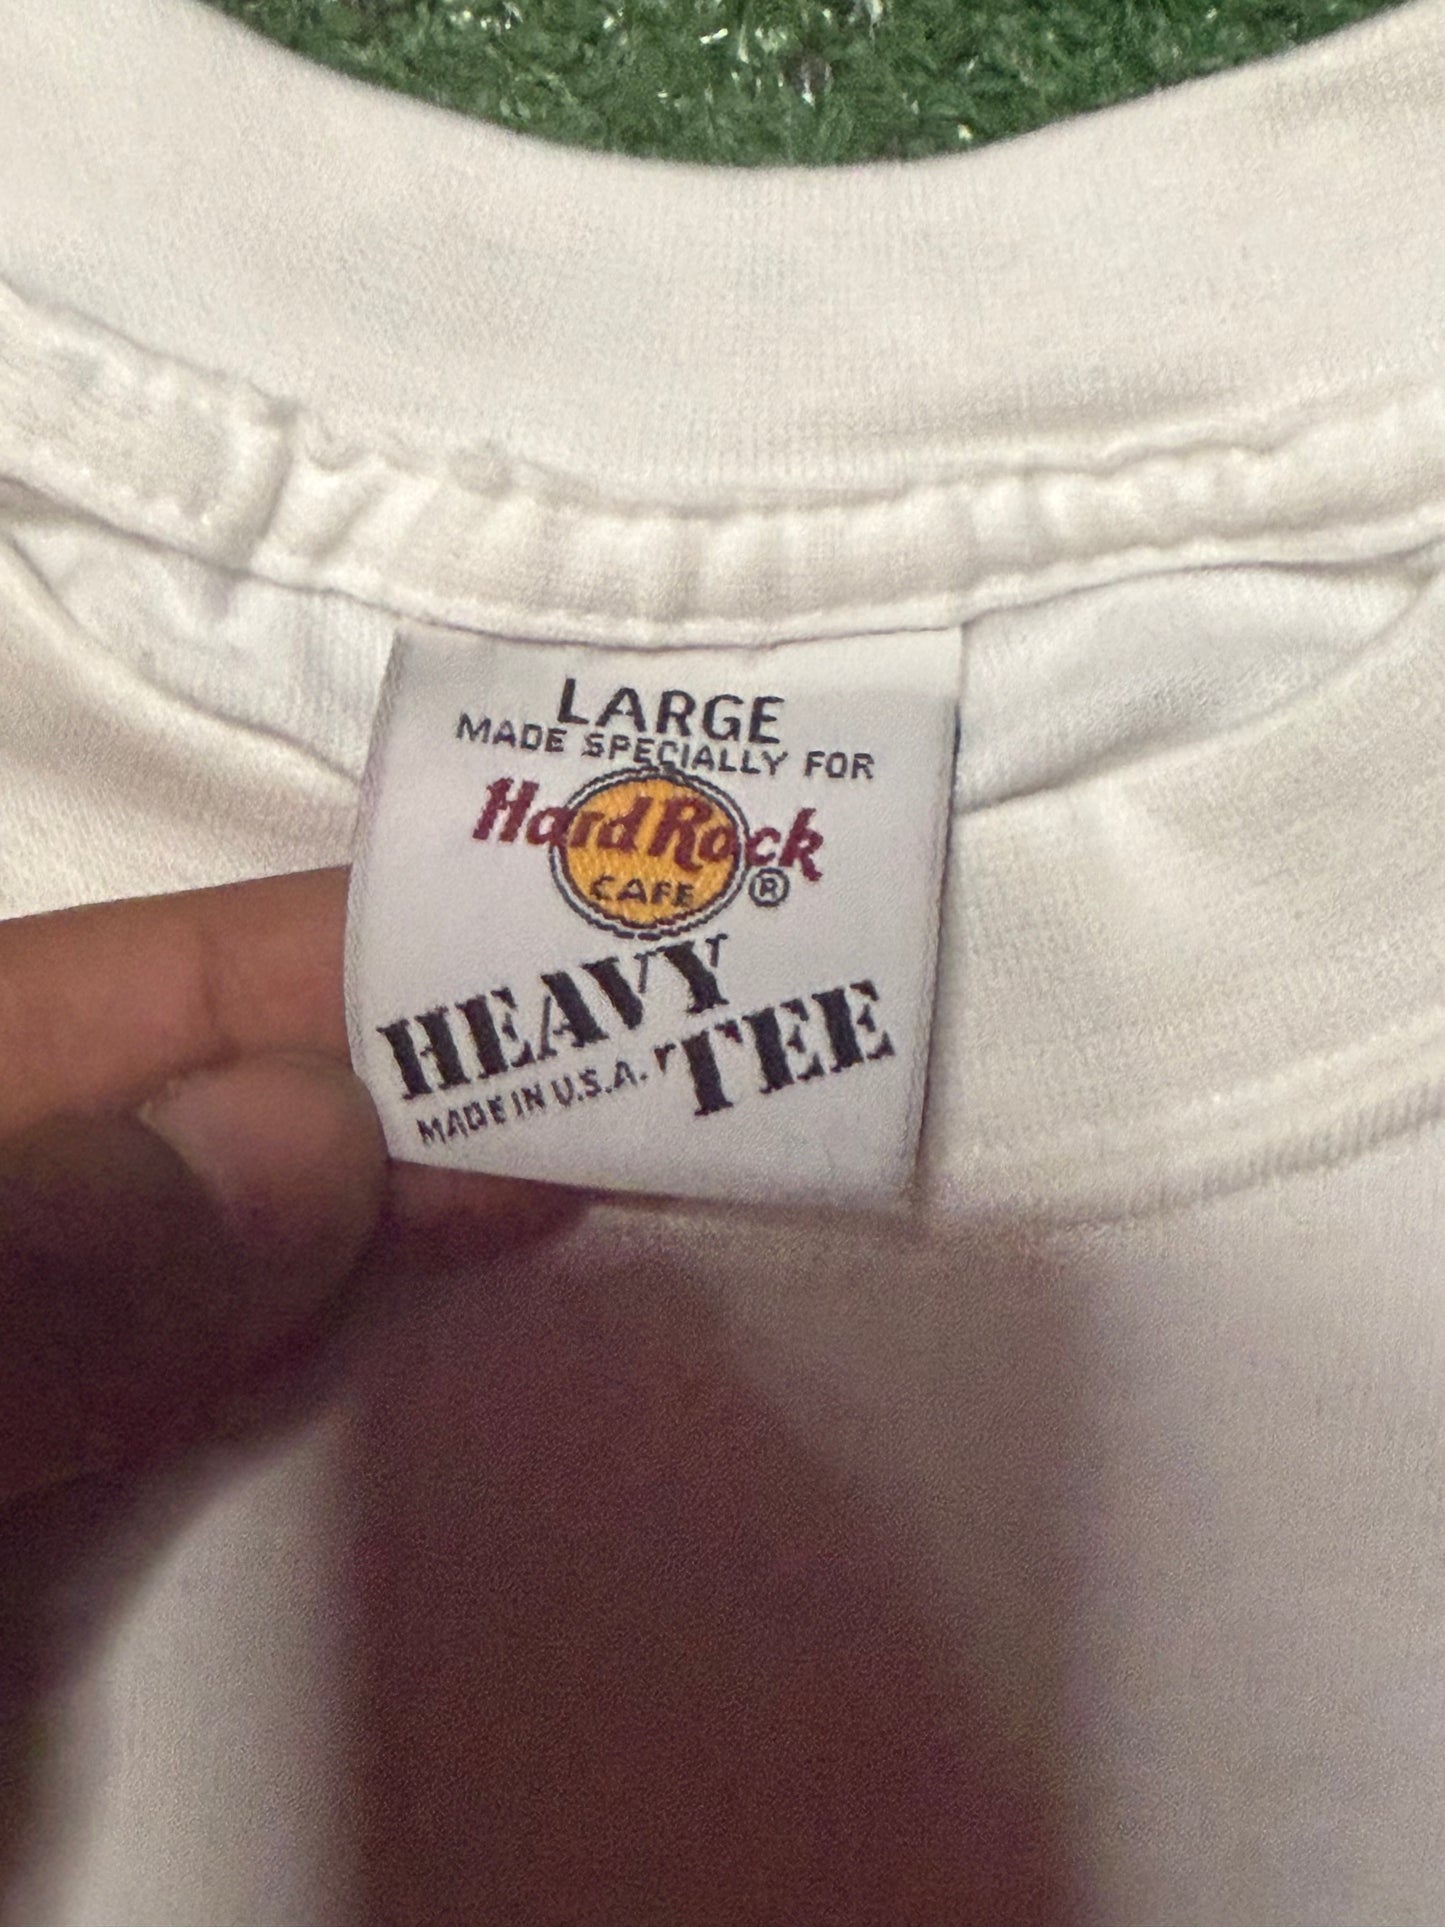 LARGE
MADE SPECIALLY FOR
Hard Rock
CAFE ®
HEAVY
TEE
MADE IN U.S.A.